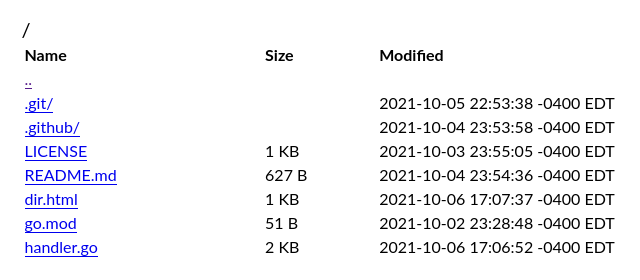 /
Name Size Modified
..
.git/ 2021-10-05 22:53:38 -0400 EDT
.github/ 2021-10-04 23:53:58 -0400 EDT
LICENSE 1 KB 2021-10-03 23:55:05 -0400 EDT
README.md 627 B 2021-10-04 23:54:36 -0400 EDT
dir.html 1 KB 2021-10-06 17:07:37 -0400 EDT
go.mod 51 B 2021-10-02 23:28:48 -0400 EDT
handler.go 2 KB 2021-10-06 17:06:52 -0400 EDT